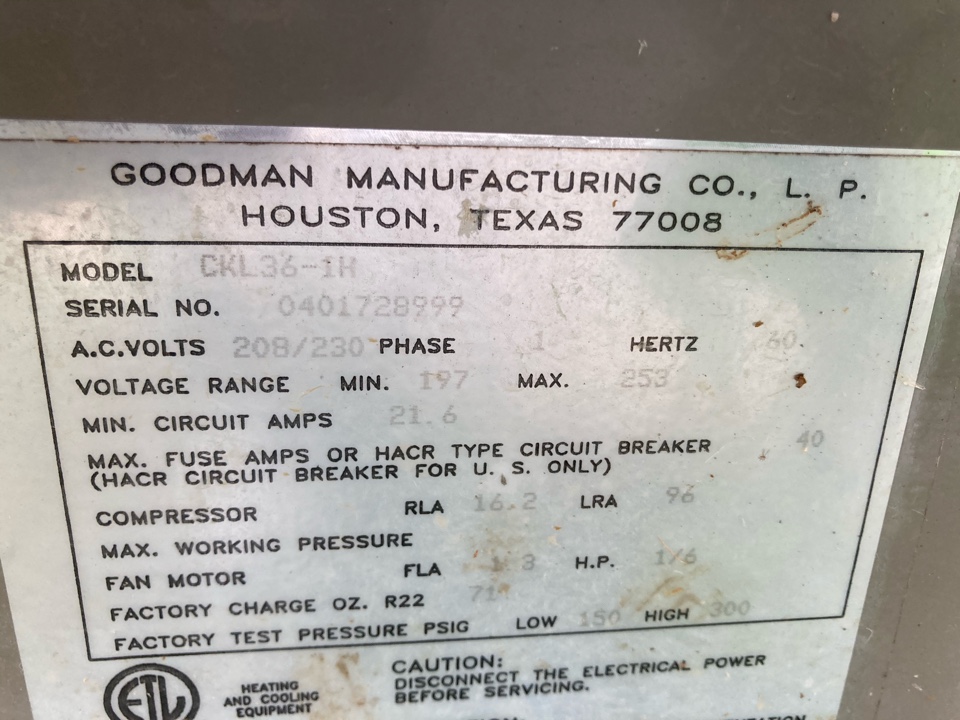 GOODMAN MANUFACTURING CO., L. P.
HOUSTON, TEXAS 77008
MODEL CKL36-1H
SERIAL NO. 0401728999
A.C.VOLTS 208/230 PHASE 1 HERTZ 60
VOLTAGE RANGE MIN. 197 MAX. 253
MIN. CIRCUIT AMPS 21.6
MAX. FUSE AMPS OR HACR TYPE CIRCUIT BREAKER 40
(HACR CIRCUIT BREAKER FOR U. S. ONLY)
COMPRESSOR RLA 16.2 LRA 96
MAX. WORKING PRESSURE
FAN MOTOR FLA 1.3 H.P. 1/6
FACTORY CHARGE OZ. R22 71
FACTORY TEST PRESSURE PSIG LOW 150 HIGH 300
ETL
HEATING
AND COOLING
EQUIPMENT
CAUTION:
DISCONNECT THE ELECTRICAL POWER
BEFORE SERVICING.